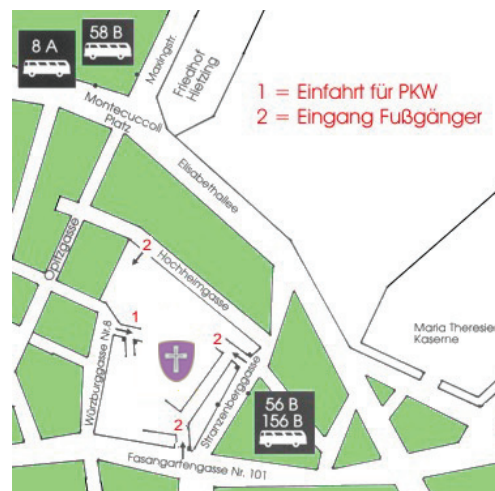 58 B
8 A
Maxingstr.
Friedhof
Hietzing
1 = Einfahrt für PKW
2 = Eingang Fußgänger
Montecuccoli
Platz
Elisabethallee
Opitzgasse
2
Hochheimgasse
1
Würzburggasse Nr.8
2
Maria Theresien
Kaserne
Stranzenberggasse
56 B
156 B
2
Fasangartengasse Nr. 101